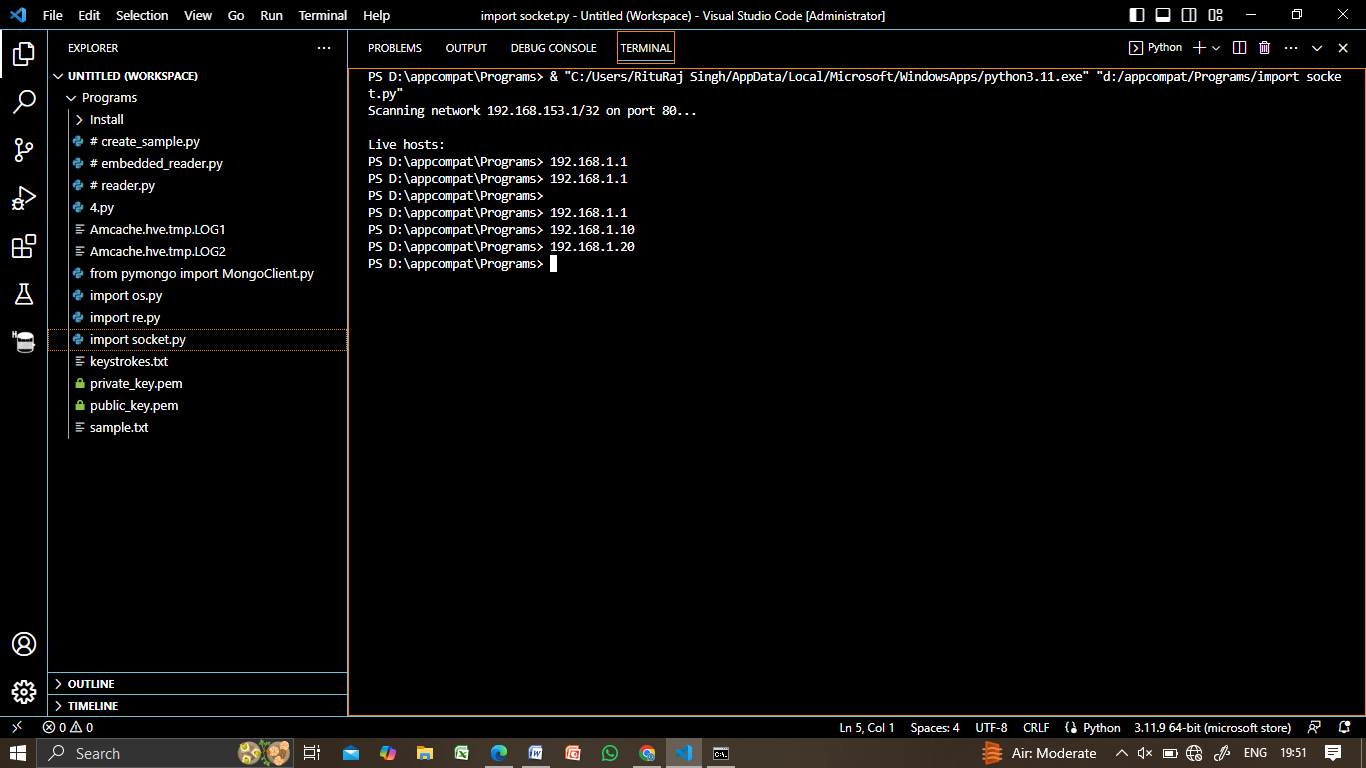 File Edit Selection View Go Run Terminal Help
import socket.py - Untitled (Workspace) - Visual Studio Code [Administrator]
EXPLORER
UNTITLED (WORKSPACE)
Programs
Install
# create_sample.py
# embedded_reader.py
# reader.py
4.py
Amcache.hve.tmp.LOG1
Amcache.hve.tmp.LOG2
from pymongo import MongoClient.py
import os.py
import re.py
import socket.py
keystrokes.txt
private_key.pem
public_key.pem
sample.txt
OUTLINE
TIMELINE
PROBLEMS OUTPUT DEBUG CONSOLE TERMINAL
Python
PS D:\appcompat\Programs> & "C:/Users/RituRaj Singh/AppData/Local/Microsoft/WindowsApps/python3.11.exe" "d:/appcompat/Programs/import socke
t.py"
Scanning network 192.168.153.1/32 on port 80...
Live hosts:
PS D:\appcompat\Programs> 192.168.1.1
PS D:\appcompat\Programs> 192.168.1.1
PS D:\appcompat\Programs>
PS D:\appcompat\Programs> 192.168.1.1
PS D:\appcompat\Programs> 192.168.1.10
PS D:\appcompat\Programs> 192.168.1.20
PS D:\appcompat\Programs>
0 0
Ln 5, Col 1 Spaces: 4 UTF-8 CRLF Python 3.11.9 64-bit (microsoft store)
Search
Air: Moderate
ENG 19:51